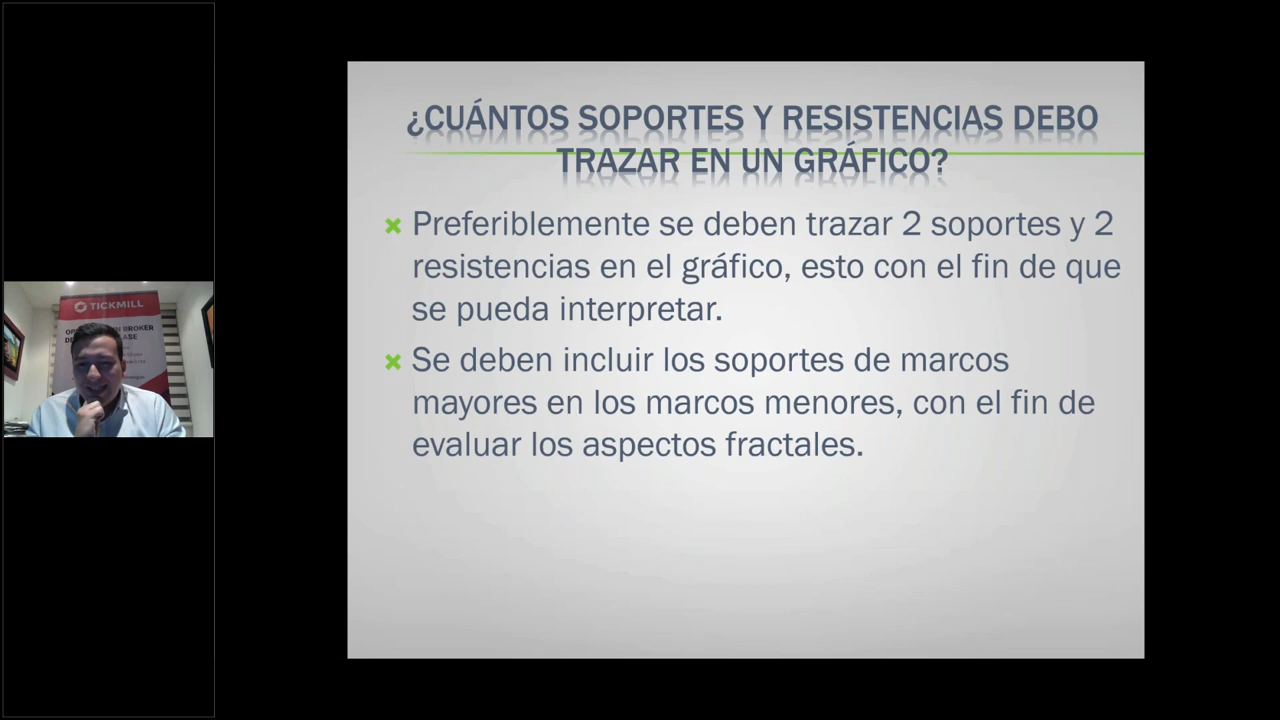 ¿CUÁNTOS SOPORTES Y RESISTENCIAS DEBO
TRAZAR EN UN GRÁFICO?
Preferiblemente se deben trazar 2 soportes y 2
resistencias en el gráfico, esto con el fin de que
se pueda interpretar.
Se deben incluir los soportes de marcos
mayores en los marcos menores, con el fin de
evaluar los aspectos fractales.
TICKMILL
BROKER